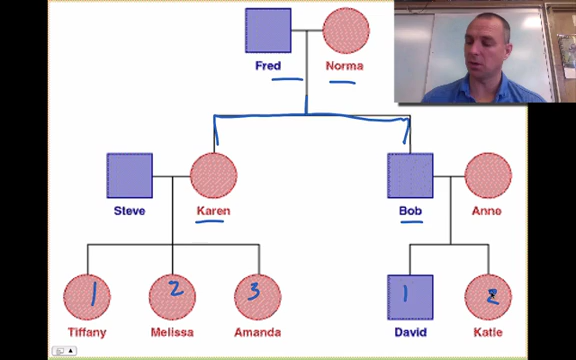 Fred Norma
Steve Karen Bob Anne
1 2 3 1 2
Tiffany Melissa Amanda David Katie